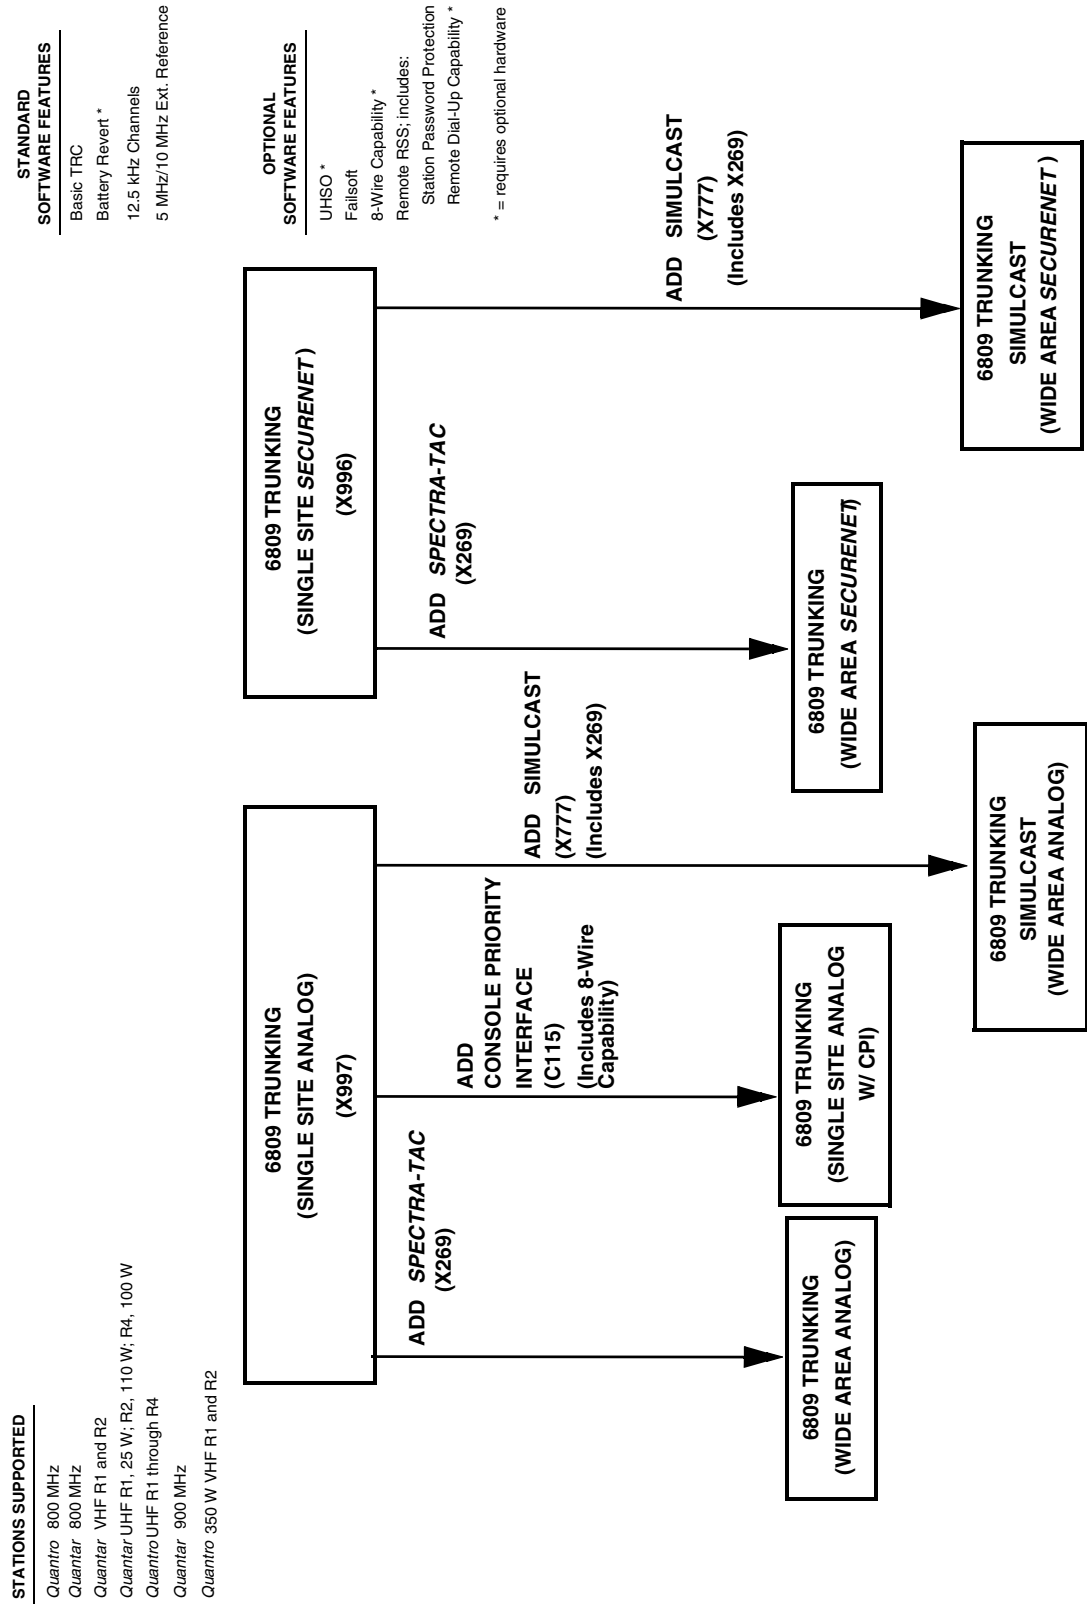 STATIONS SUPPORTED
Quantro 800 MHz
Quantar 800 MHz
Quantar VHF R1 and R2
Quantar UHF R1, 25 W; R2, 110 W; R4, 100 W
Quantro UHF R1 through R4
Quantar 900 MHz
Quantro 350 W VHF R1 and R2
STANDARD
SOFTWARE FEATURES
Basic TRC
Battery Revert *
12.5 kHz Channels
5 MHz/10 MHz Ext. Reference
OPTIONAL
SOFTWARE FEATURES
UHSO *
Failsoft
8-Wire Capability *
Remote RSS; includes:
Station Password Protection
Remote Dial-Up Capability *
* = requires optional hardware
6809 TRUNKING
(SINGLE SITE ANALOG)
(X997)
6809 TRUNKING
(SINGLE SITE SECURENET)
(X996)
ADD SPECTRA-TAC
(X269)
ADD
CONSOLE PRIORITY
INTERFACE
(C115)
(Includes 8-Wire
Capability)
ADD SIMULCAST
(X777)
(Includes X269)
ADD SPECTRA-TAC
(X269)
ADD SIMULCAST
(X777)
(Includes X269)
6809 TRUNKING
(WIDE AREA ANALOG)
6809 TRUNKING
(SINGLE SITE ANALOG
W/ CPI)
6809 TRUNKING
SIMULCAST
(WIDE AREA ANALOG)
6809 TRUNKING
(WIDE AREA SECURENET)
6809 TRUNKING
SIMULCAST
(WIDE AREA SECURENET )